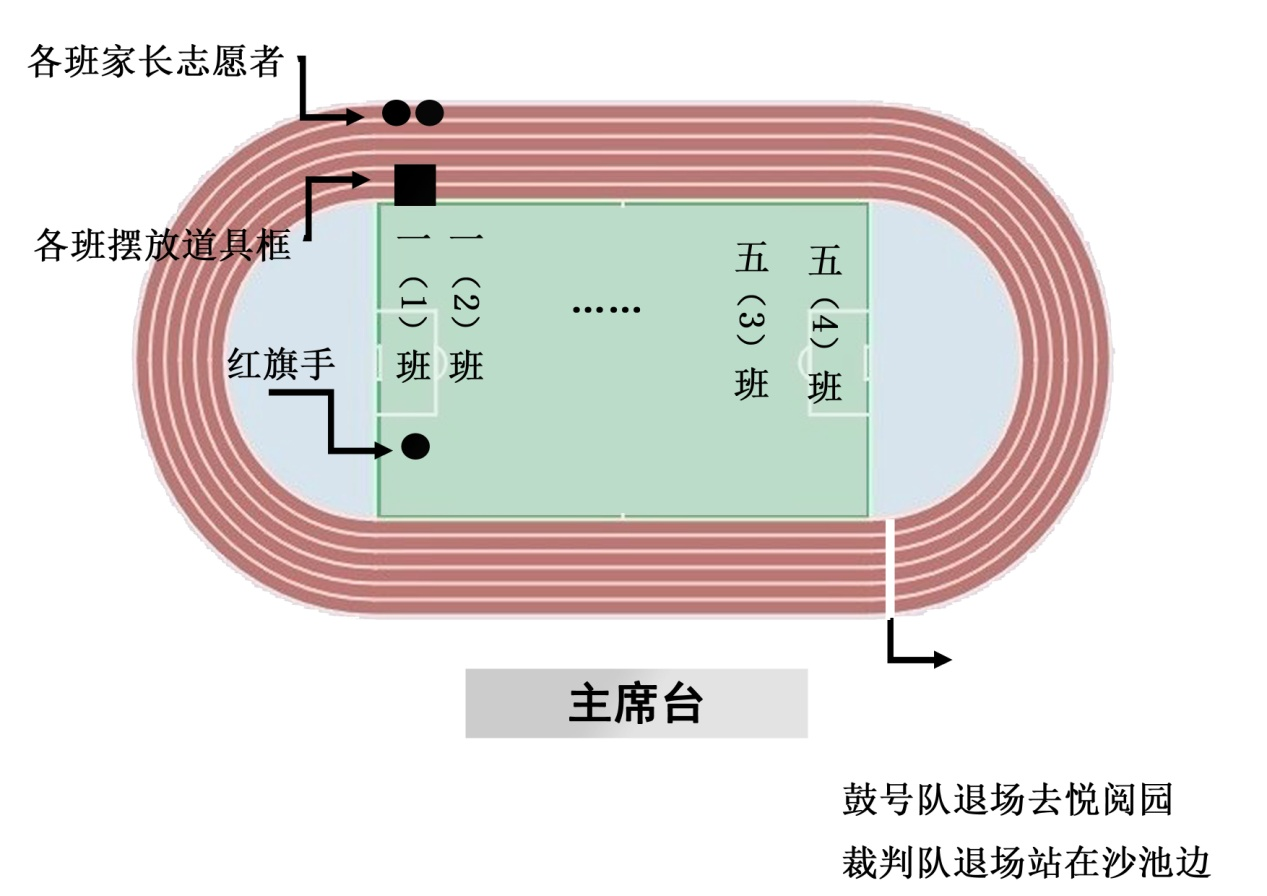 各班家长志愿者
各班摆放道具框
一（1）班
一（2）班
……
五（3）班
五（4）班
红旗手
主席台
鼓号队退场去悦阅园
裁判队退场站在沙池边